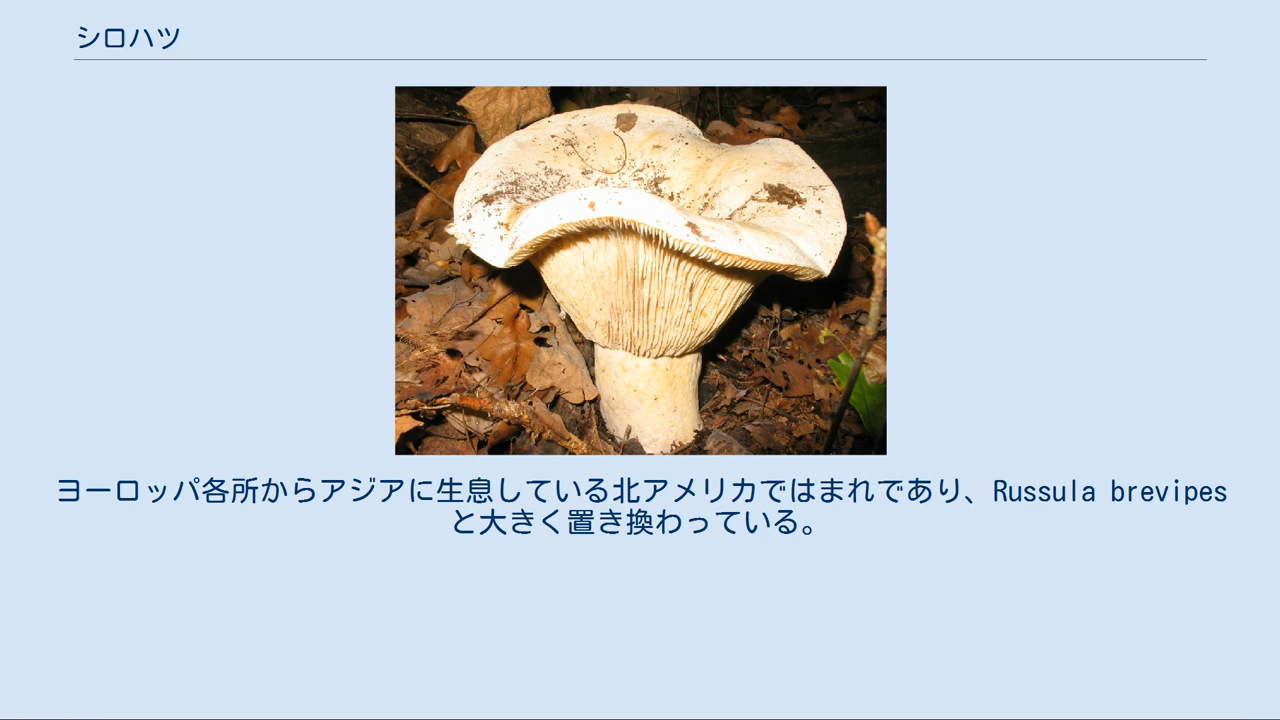 シロハツ
ヨーロッパ各所からアジアに生息している北アメリカではまれであり、Russula brevipes
と大きく置き換わっている。